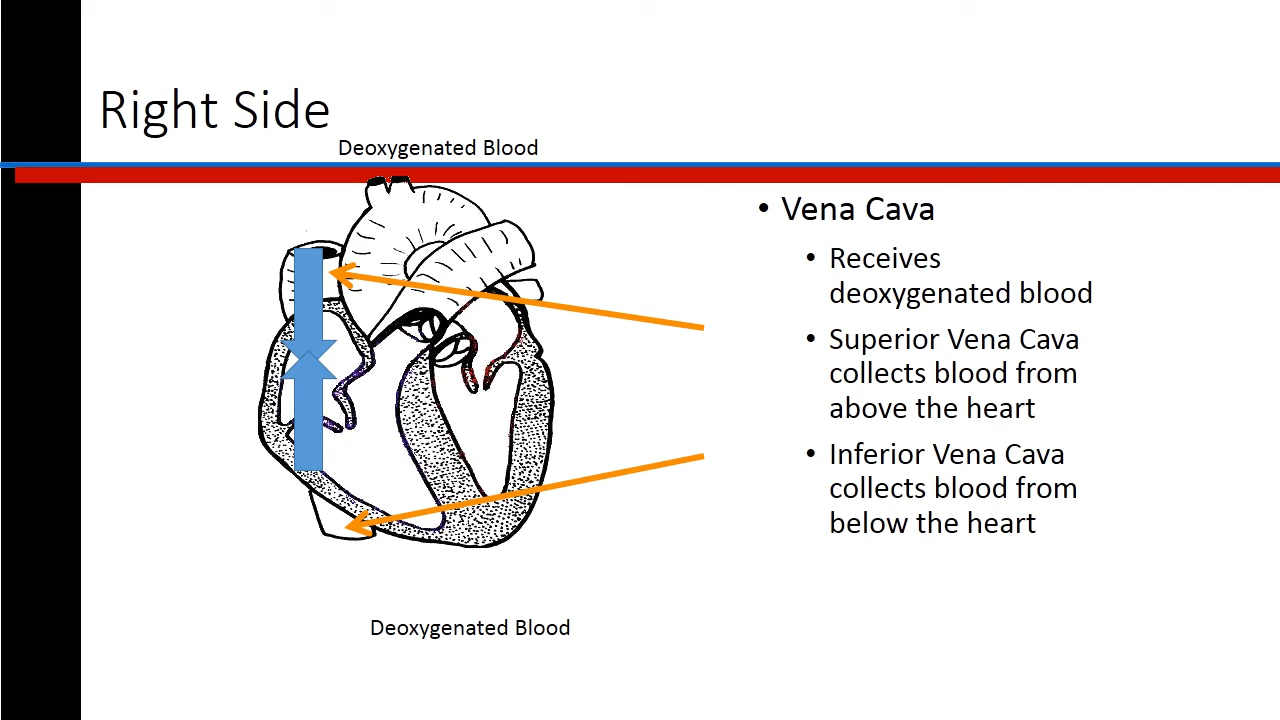 Right Side
Deoxygenated Blood
• Vena Cava
• Receives
deoxygenated blood
• Superior Vena Cava
collects blood from
above the heart
• Inferior Vena Cava
collects blood from
below the heart
Deoxygenated Blood